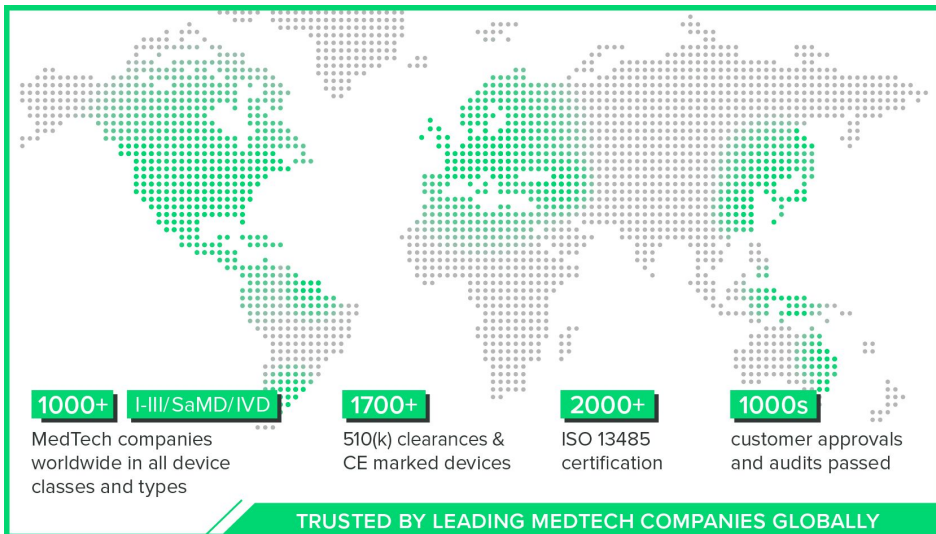 1000+
I-III/SaMD/IVD
MedTech companies
worldwide in all device
classes and types
1700+
510(k) clearances &
CE marked devices
2000+
ISO 13485
certification
1000s
customer approvals
and audits passed
TRUSTED BY LEADING MEDTECH COMPANIES GLOBALLY